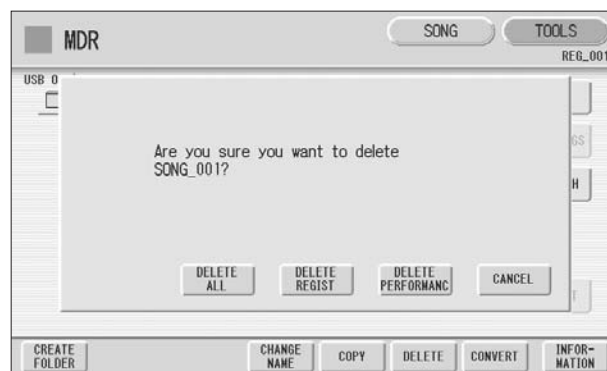 MDR
SONG
TOOLS
REG_001
USB 0
GS
H
Are you sure you want to delete
SONG_001?
DELETE
ALL
DELETE
REGIST
DELETE
PERFORMANC
CANCEL
T
CREATE
FOLDER
CHANGE
NAME
COPY
DELETE
CONVERT
INFOR-
MATION